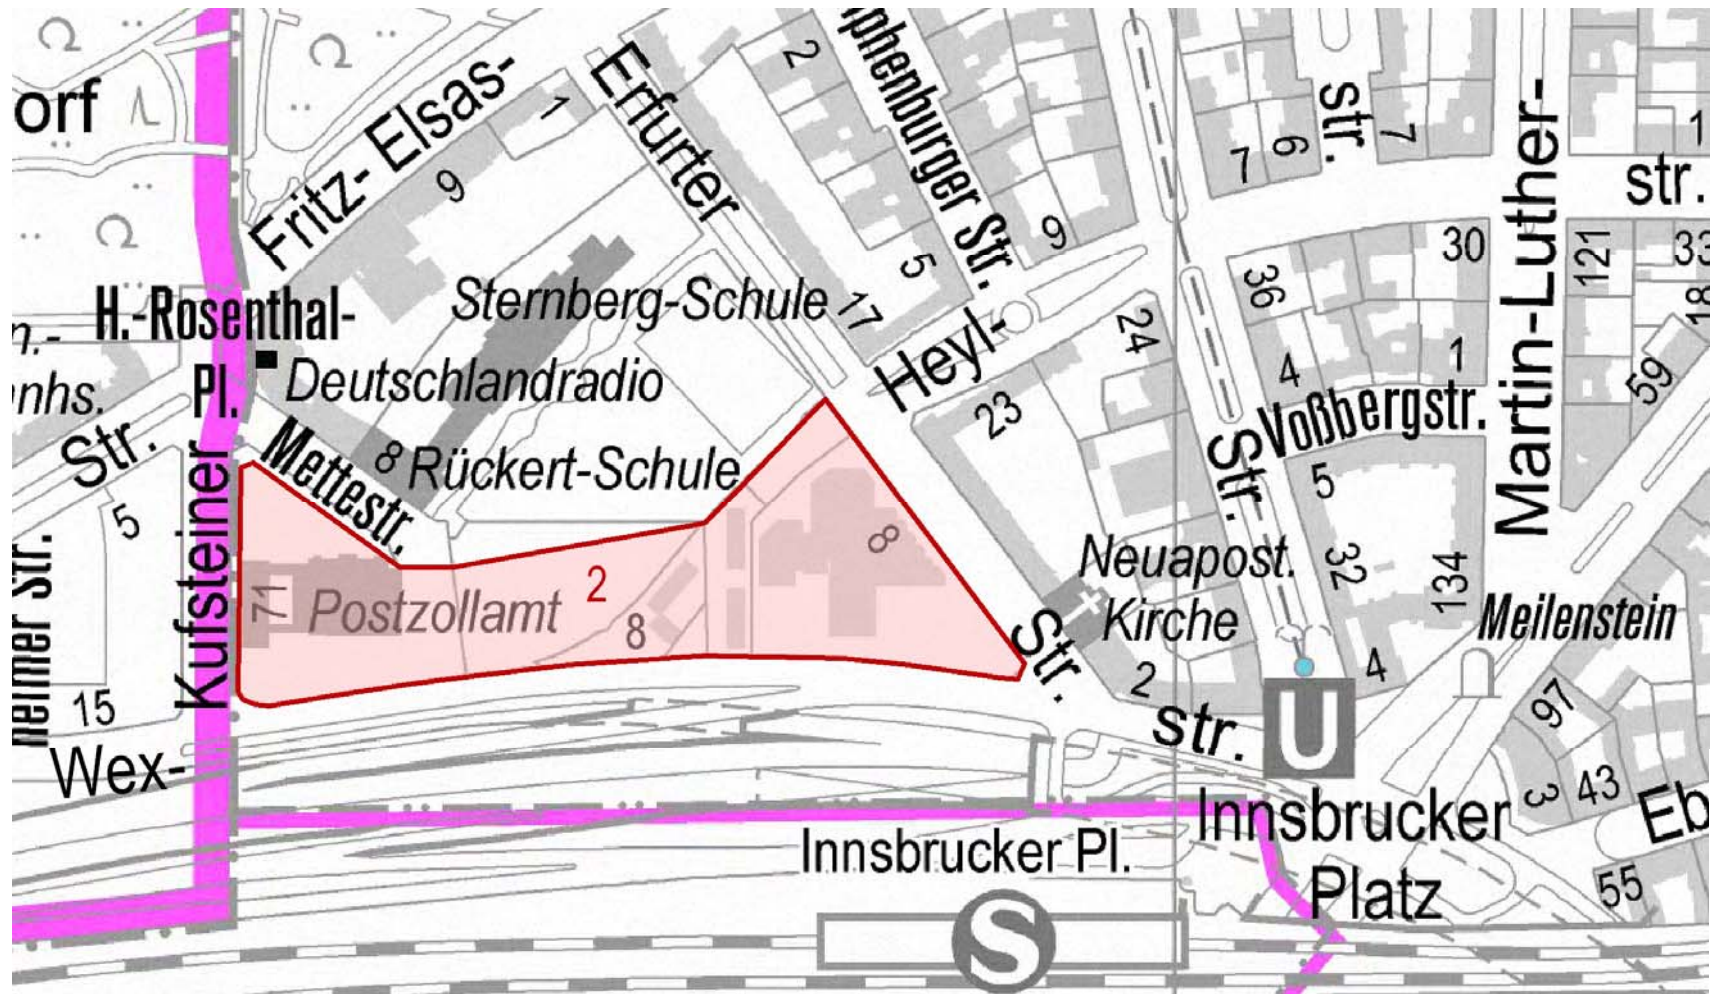 orf
Fritz-Elsas-
1
9
Erfurter
2
5
17
Str.
9
7
6
str.
7
Martin-Luther-
1
str.
30
121
33
18
36
24
H.-Rosenthal-
Pl.
Sternberg-Schule
Deutschlandradio
Heyl-
23
4
1
Voßbergstr.
59
nhs.
Str.
Mettestr.
8
Rückert-Schule
Str.
5
5
Kufsteiner
71
Postzollamt
2
8
8
Neuapost.
Kirche
32
134
Meilenstein
Str.
15
2
4
str.
U
97
Wex-
3
43
Innsbrucker Pl.
Innsbrucker
Platz
Eb
55
S